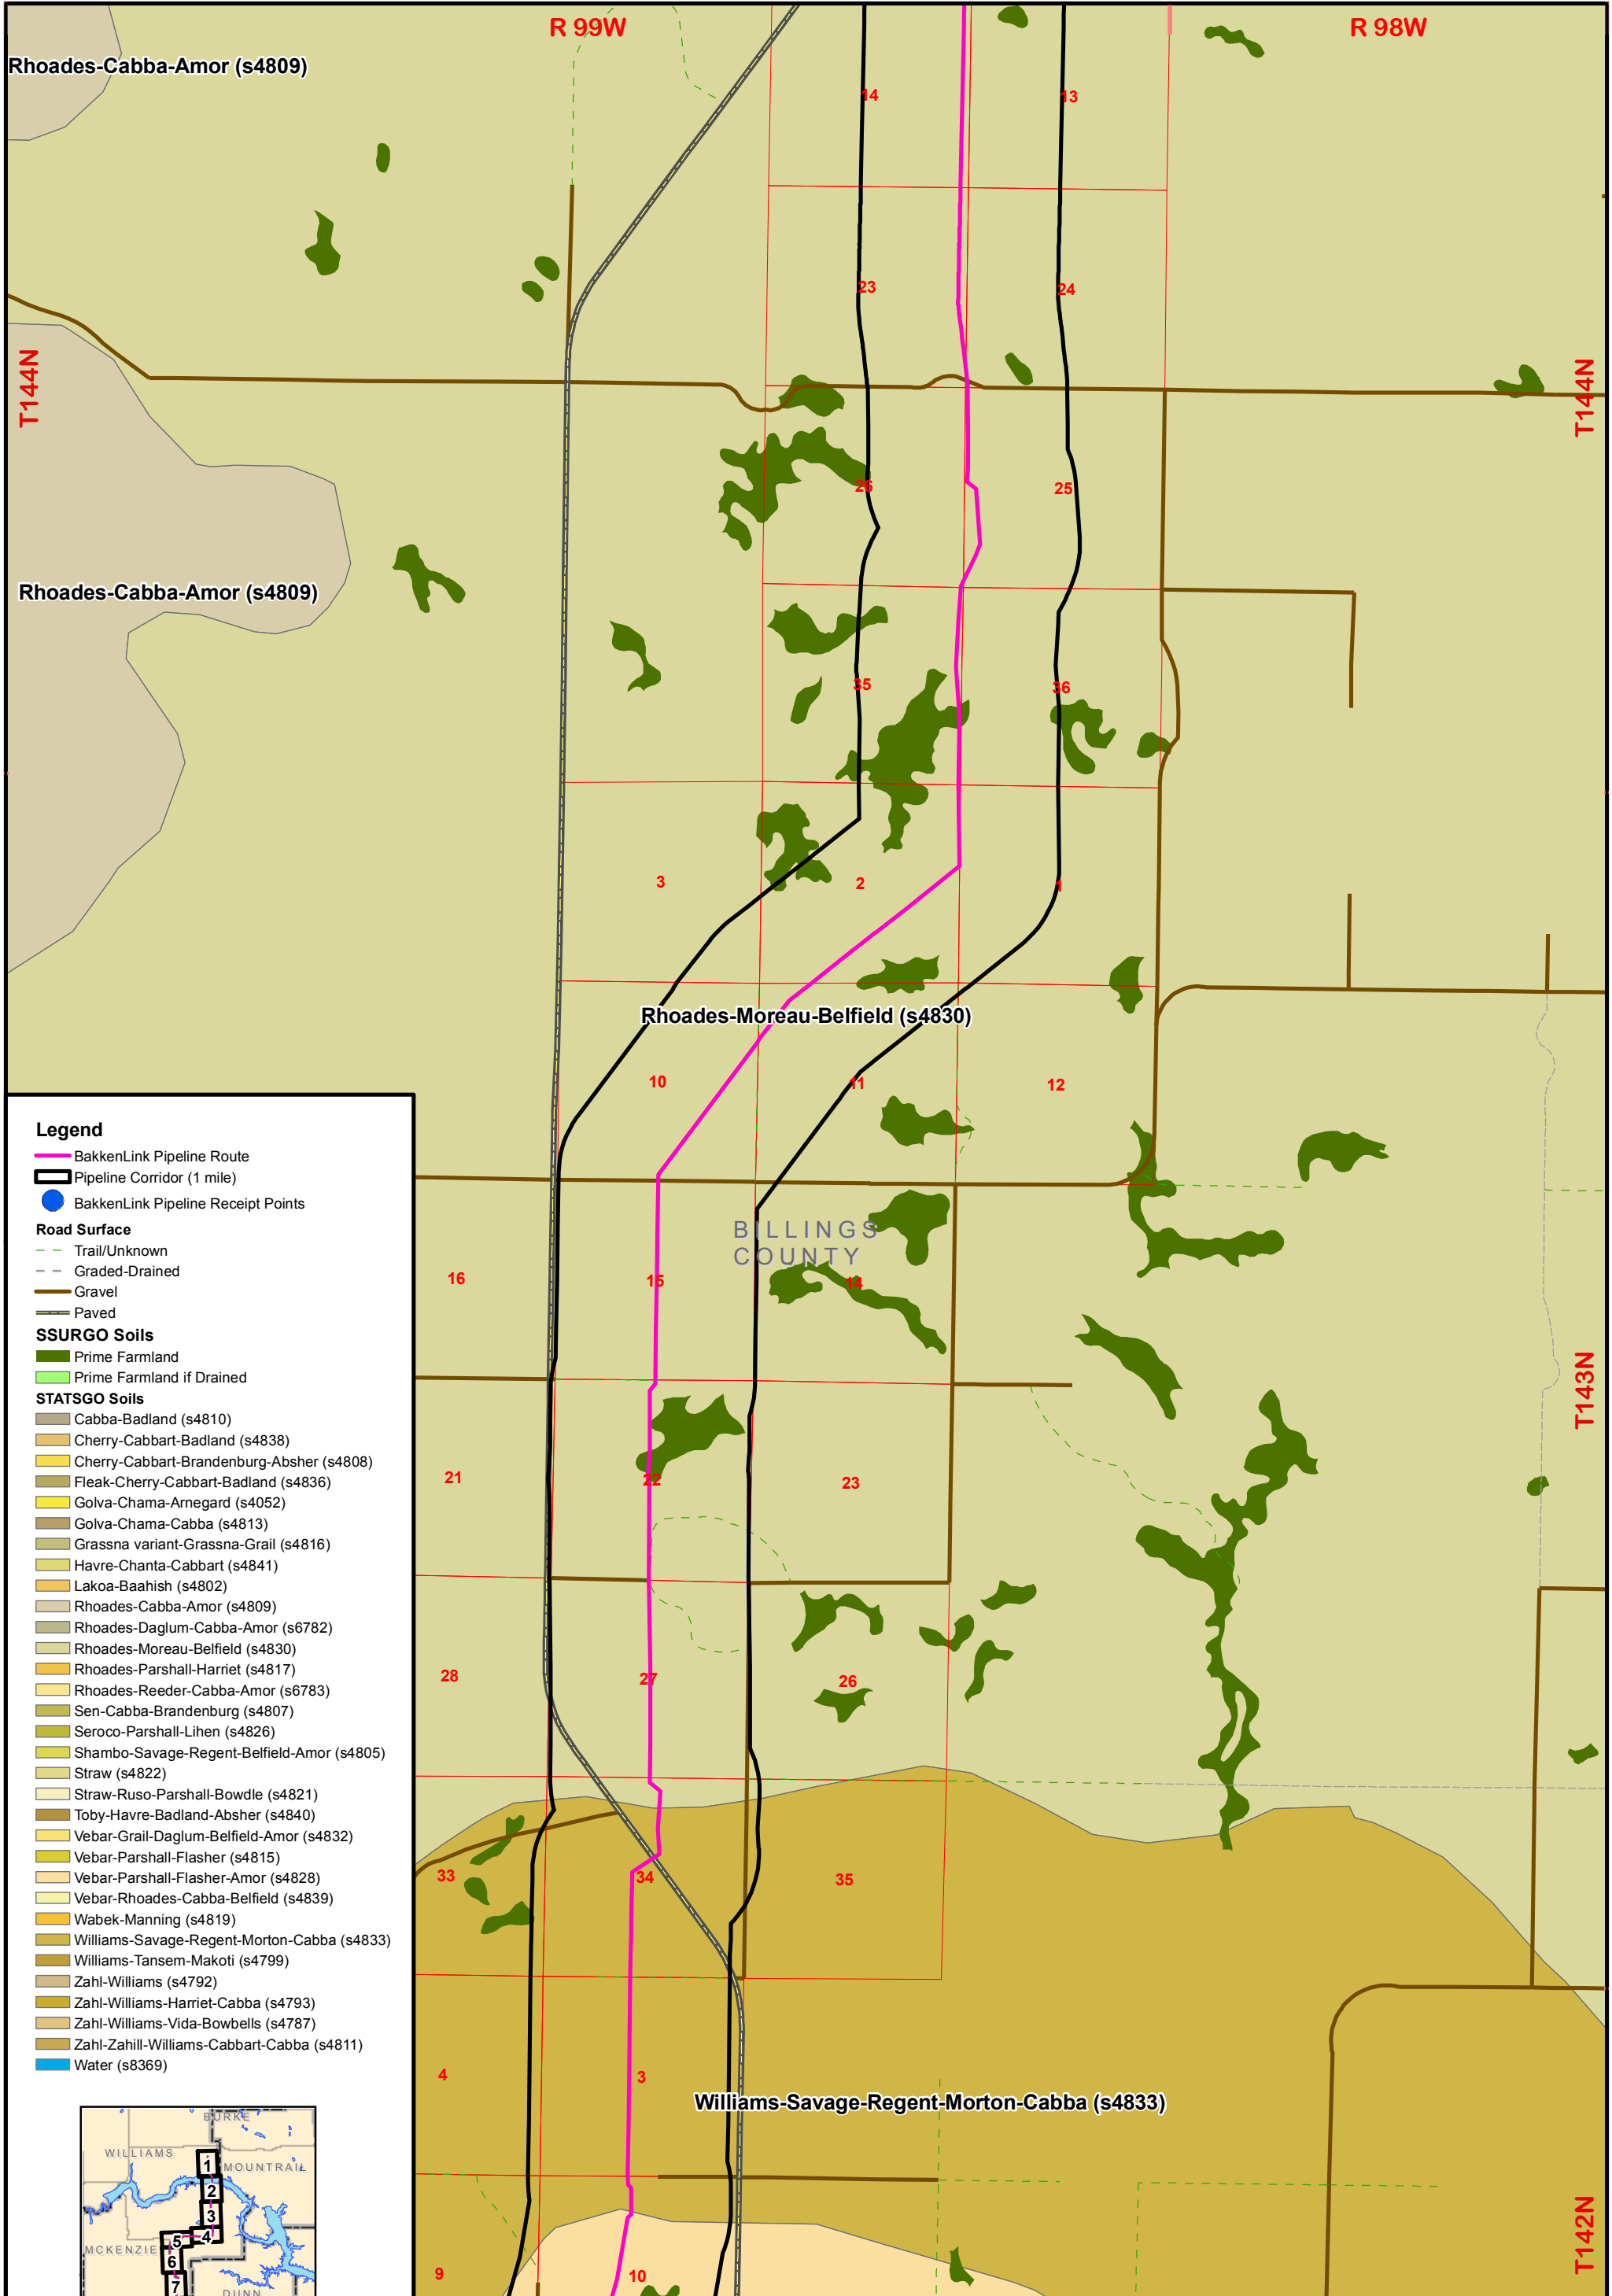 R 99W
R 98W
Rhoades-Cabba-Amor (s4809)
14
13
23
24
T144N
T144N
26
25
Rhoades-Cabba-Amor (s4809)
35
36
3
2
1
Rhoades-Moreau-Belfield (s4830)
10
11
12
BILLINGS
COUNTY
16
15
14
T143N
21
22
23
28
27
26
33
34
35
4
3
Williams-Savage-Regent-Morton-Cabba (s4833)
T142N
9
10
Legend
BakkenLink Pipeline Route
Pipeline Corridor (1 mile)
BakkenLink Pipeline Receipt Points
Road Surface
Trail/Unknown
Graded-Drained
Gravel
Paved
SSURGO Soils
Prime Farmland
Prime Farmland if Drained
STATSGO Soils
Cabba-Badland (s4810)
Cherry-Cabbart-Badland (s4838)
Cherry-Cabbart-Brandenburg-Absher (s4808)
Fleak-Cherry-Cabbart-Badland (s4836)
Golva-Chama-Arnegard (s4052)
Golva-Chama-Cabba (s4813)
Grassna variant-Grassna-Grail (s4816)
Havre-Chanta-Cabbart (s4841)
Lakoa-Baahish (s4802)
Rhoades-Cabba-Amor (s4809)
Rhoades-Daglum-Cabba-Amor (s6782)
Rhoades-Moreau-Belfield (s4830)
Rhoades-Parshall-Harriet (s4817)
Rhoades-Reeder-Cabba-Amor (s6783)
Sen-Cabba-Brandenburg (s4807)
Seroco-Parshall-Lihen (s4826)
Shambo-Savage-Regent-Belfield-Amor (s4805)
Straw (s4822)
Straw-Ruso-Parshall-Bowdle (s4821)
Toby-Havre-Badland-Absher (s4840)
Vebar-Grail-Daglum-Belfield-Amor (s4832)
Vebar-Parshall-Flasher (s4815)
Vebar-Parshall-Flasher-Amor (s4828)
Vebar-Rhoades-Cabba-Belfield (s4839)
Wabek-Manning (s4819)
Williams-Savage-Regent-Morton-Cabba (s4833)
Williams-Tansem-Makoti (s4799)
Zahl-Williams (s4792)
Zahl-Williams-Harriet-Cabba (s4793)
Zahl-Williams-Vida-Bowbells (s4787)
Zahl-Zahill-Williams-Cabbart-Cabba (s4811)
Water (s8369)
BURKE
WILLIAMS
MOUNTRAIL
1
2
3
4
5
MCKENZIE
6
7
DUNN